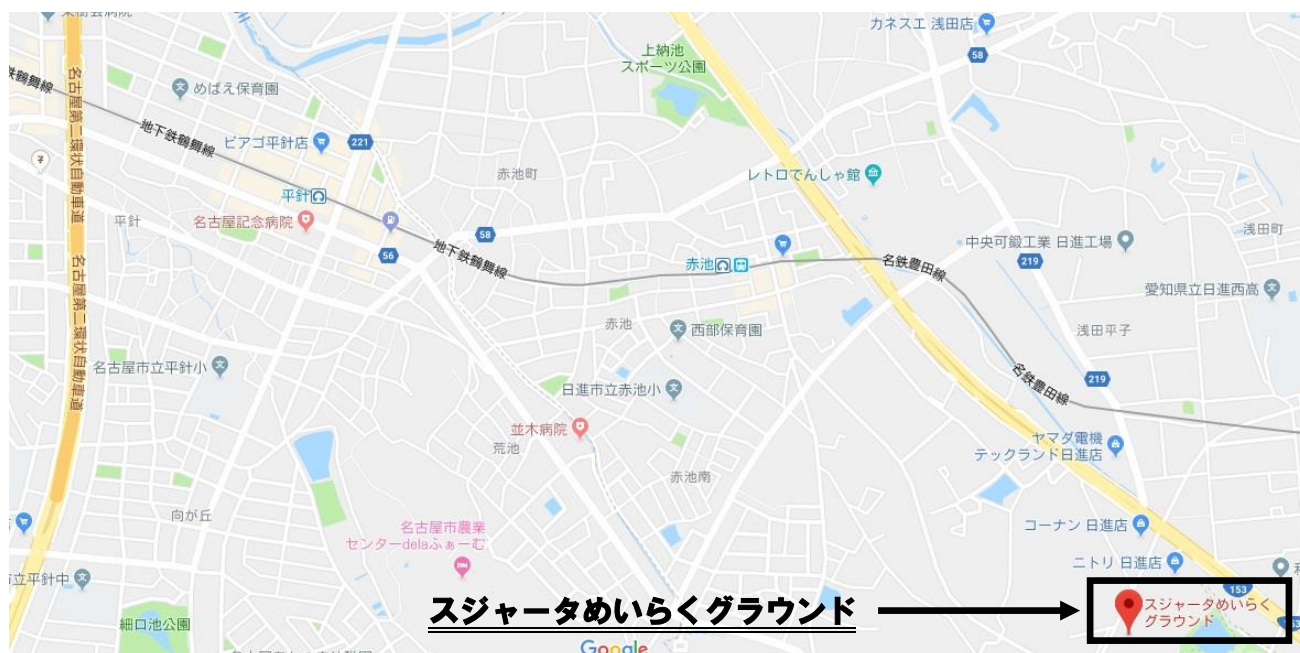 カネスエ 浅田店
58
上納池
スポーツ公園
めばえ保育園
名古屋第二環状自動車道
地下鉄鶴舞線
ピアゴ平針店
221
赤池町
レトロでんしゃ館
平針
平針
名古屋記念病院
58
56
地下鉄鶴舞線
赤池
名鉄豊田線
中央可鍛工業 日進工場
219
浅田町
愛知県立日進西高
名古屋第二環状自動車道
赤池
西部保育園
浅田平子
名古屋市立平針小
日進市立赤池小
219
名鉄豊田線
並木病院
荒池
ヤマダ電機
テックランド日進店
赤池南
向が丘
名古屋市農業
センターdelaふぁーむ
コーナン 日進店
ニトリ 日進店
立平針中
153
スジャータめいらくグラウンド
スジャータめいらく
グラウンド
細口池公園
Google